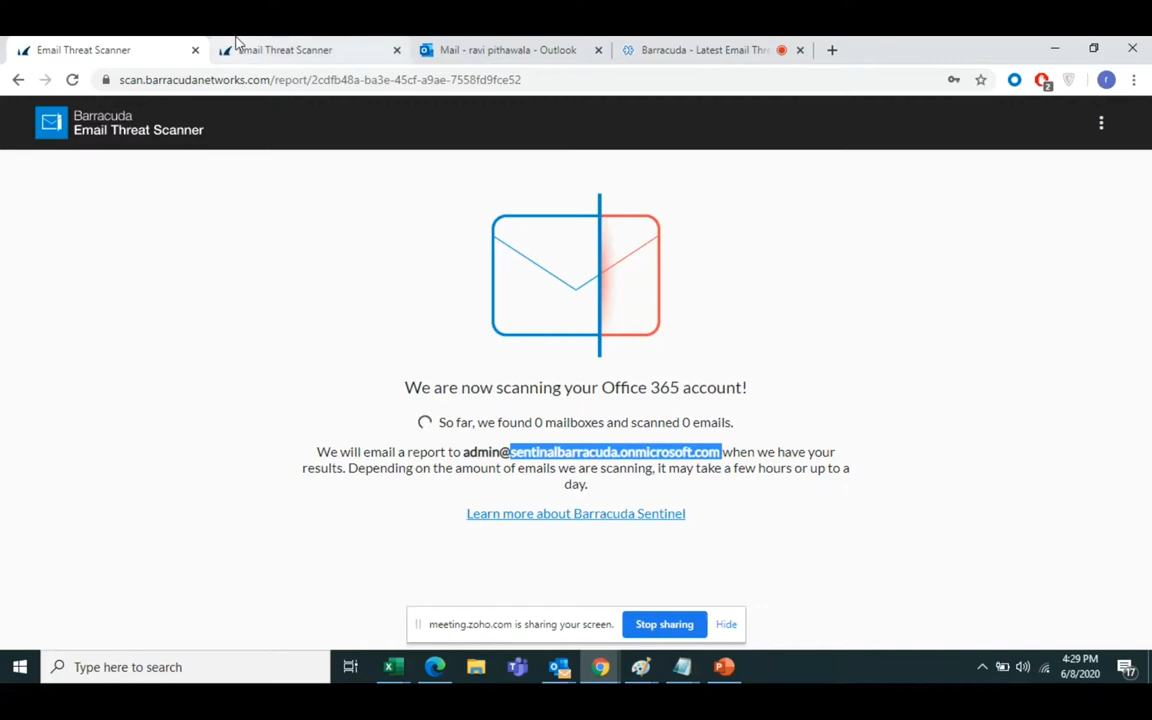 Email Threat Scanner
Email Threat Scanner
Mail - ravi pithawala - Outlook
Barracuda - Latest Email Thre
scan.barracudanetworks.com/report/2cdfb48a-ba3e-45cf-a9ae-7558fd9fce52
2
r
Barracuda
Email Threat Scanner
We are now scanning your Office 365 account!
So far, we found 0 mailboxes and scanned 0 emails.
We will email a report to admin@sentinalbarracuda.onmicrosoft.com when we have your
results. Depending on the amount of emails we are scanning, it may take a few hours or up to a
day.
Learn more about Barracuda Sentinel
meeting.zoho.com is sharing your screen.
Stop sharing
Hide
Type here to search
4:29 PM
6/8/2020
17